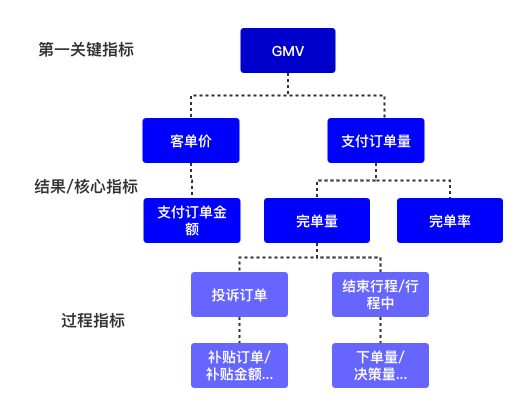 第一关键指标
GMV
客单价
支付订单量
结果/核心指标
支付订单金
额
完单量
完单率
投诉订单
结束行程/行
程中
过程指标
补贴订单/
补贴金额...
下单量/
决策量...